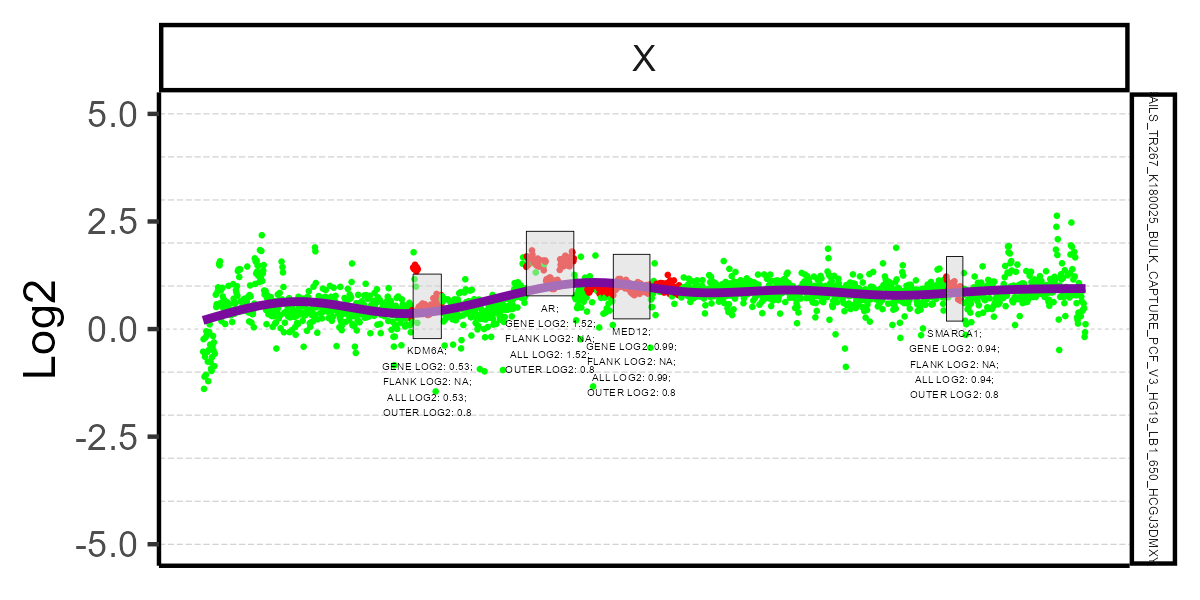 X
Log2
5.0
2.5
0.0
-2.5
-5.0
KDM6A;
GENE LOG2: 0.53;
FLANK LOG2: NA;
ALL LOG2: 0.53;
OUTER LOG2: 0.8
AR;
GENE LOG2: 1.52;
FLANK LOG2: NA;
ALL LOG2: 1.52;
OUTER LOG2: 0.8
MED12;
GENE LOG2: 0.99;
FLANK LOG2: NA;
ALL LOG2: 0.99;
OUTER LOG2: 0.8
SMARCA1;
GENE LOG2: 0.94;
FLANK LOG2: NA;
ALL LOG2: 0.94;
OUTER LOG2: 0.8
AILS_TR267_K180025_BULK_CAPTURE_PCF_V3_HG19_LB1_650_HCGJ3DMXY